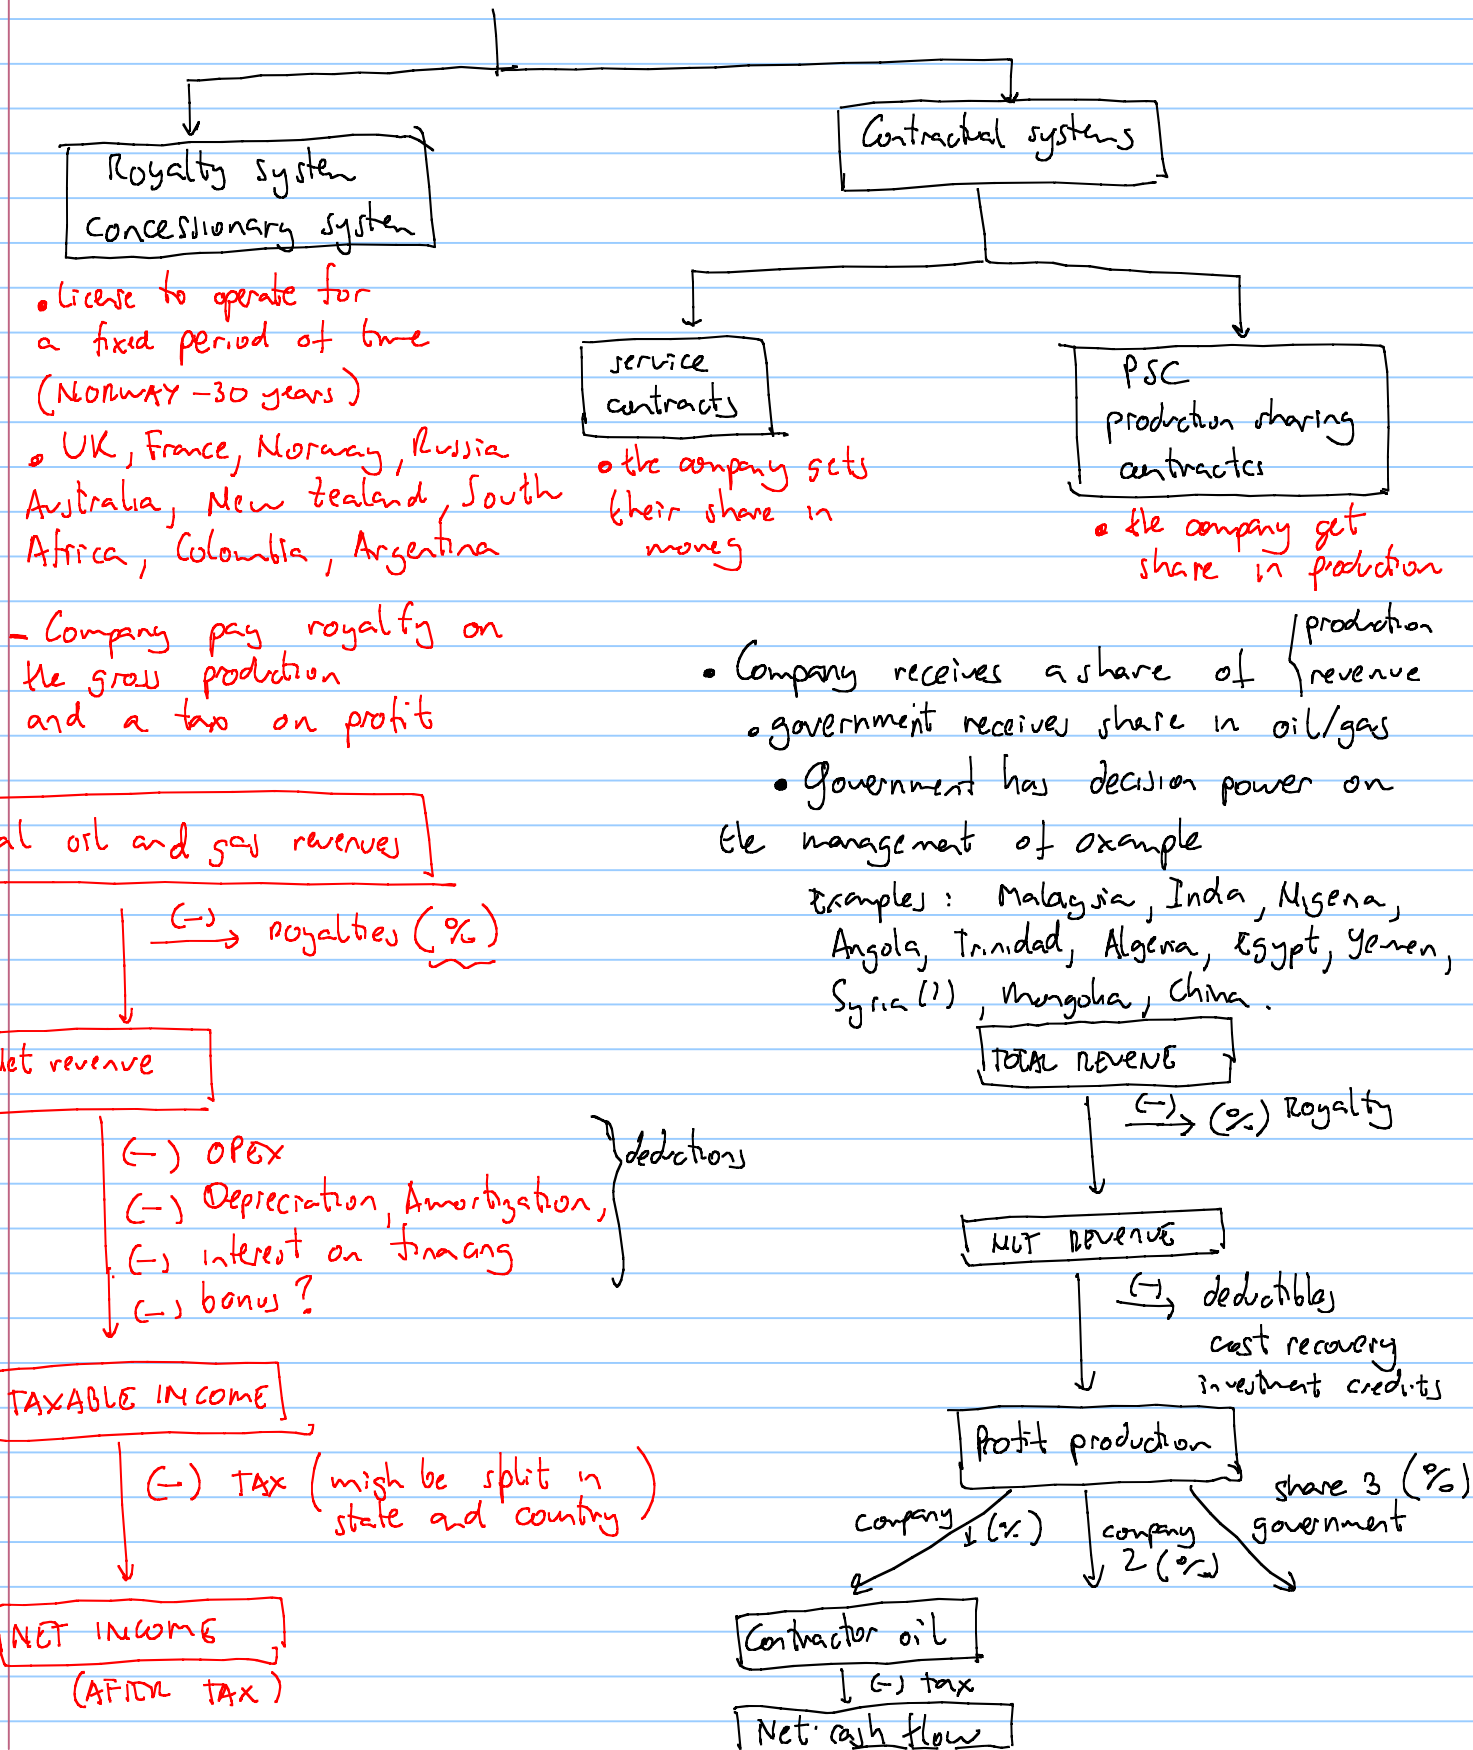 Royalty system
concessionary system
• License to operate for
a fixed period of time
(NORWAY - 30 years)
• UK, France, Norway, Russia
Australia, New Zealand, South
Africa, Colombia, Argentina
- Company pay royalty on
the gross production
and a tax on profit
al oil and gas revenues
(-) Royalties (%)
Net revenue
(-) OPEX
(-) Depreciation, Amortization,
(-) interest on financing
(-) bonus?
deductions
TAXABLE INCOME
(-) TAX (migh be split in
state and country)
NET INCOME
(AFTER TAX)
Contractual systems
service
contracts
• the company gets
their share in
money
PSC
production sharing
contractcs
• the company get
share in production
• Company receives a share of production
revenue
• government receives share in oil/gas
• Government has decision power on
the management of example
Examples: Malaysia, India, Nigeria,
Angola, Trinidad, Algeria, Egypt, Yemen,
Syria (?), Mongolia, China.
TOTAL REVENE
(-) (%) Royalty
NET REVENUE
(-) deductibles
cost recovery
investment credits
Profit production
company 1 (%)
company
2 (%)
share 3 (%)
government
Contractor oil
(-) tax
Net cash flow